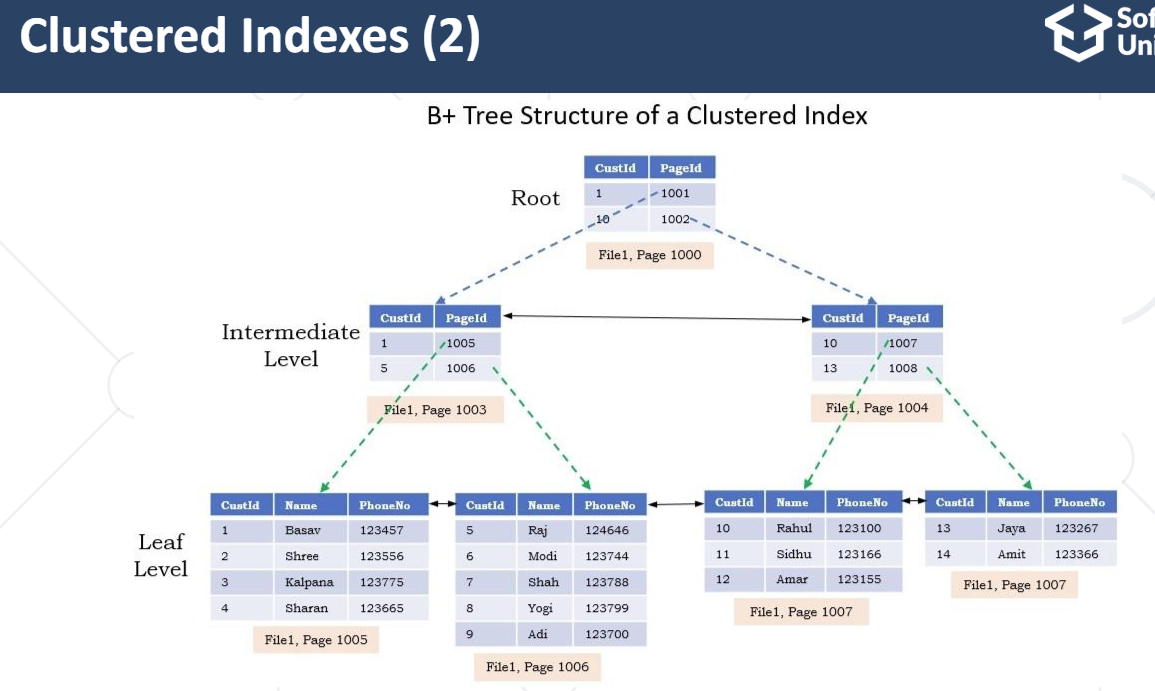 Clustered Indexes (2)
Sof
Uni
B+ Tree Structure of a Clustered Index
Root
CustId PageId
1 1001
10 1002
File1, Page 1000
Intermediate
Level
CustId PageId
1 1005
5 1006
File1, Page 1003
CustId PageId
10 1007
13 1008
File1, Page 1004
Leaf
Level
CustId Name PhoneNo
1 Basav 123457
2 Shree 123556
3 Kalpana 123775
4 Sharan 123665
File1, Page 1005
CustId Name PhoneNo
5 Raj 124646
6 Modi 123744
7 Shah 123788
8 Yogi 123799
9 Adi 123700
File1, Page 1006
CustId Name PhoneNo
10 Rahul 123100
11 Sidhu 123166
12 Amar 123155
File1, Page 1007
CustId Name PhoneNo
13 Jaya 123267
14 Amit 123366
File1, Page 1007